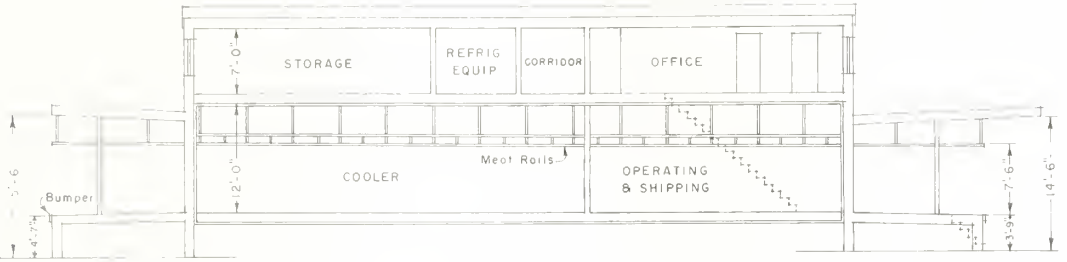 7'-0"
STORAGE
REFRIG
EQUIP
CORRIDOR
OFFICE
12'-0"
Meat Rails
COOLER
OPERATING
& SHIPPING
Bumper
4'-7"
7'-6"
3'-9"
14'-6"